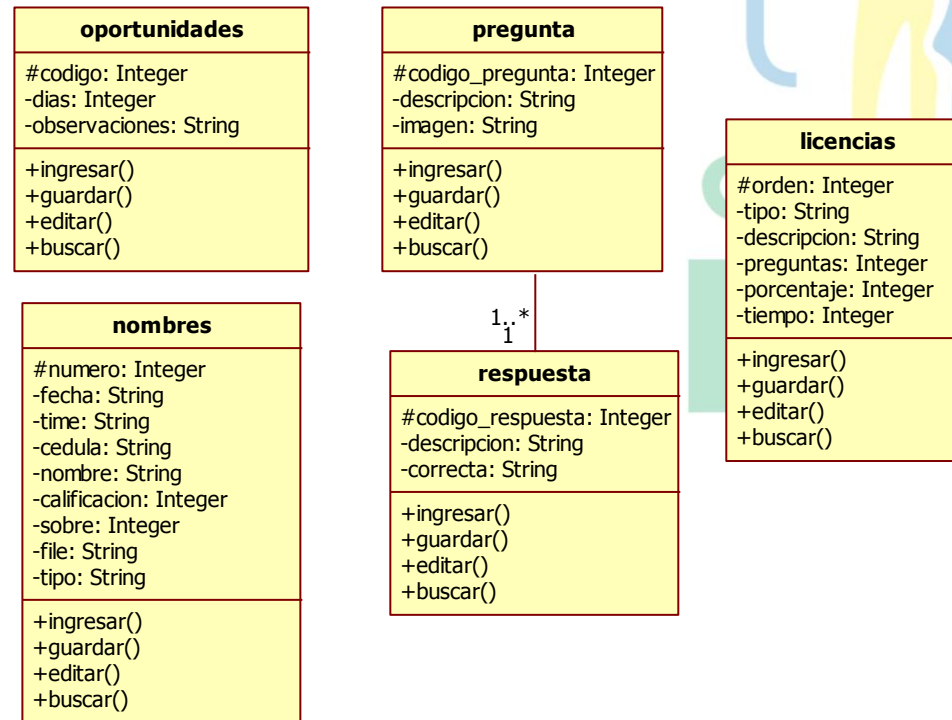 oportunidades
#codigo: Integer
-dias: Integer
-observaciones: String
+ingresar()
+guardar()
+editar()
+buscar()
pregunta
#codigo_pregunta: Integer
-descripcion: String
-imagen: String
+ingresar()
+guardar()
+editar()
+buscar()
licencias
#orden: Integer
-tipo: String
-descripcion: String
-preguntas: Integer
-porcentaje: Integer
-tiempo: Integer
+ingresar()
+guardar()
+editar()
+buscar()
nombres
#numero: Integer
-fecha: String
-time: String
-cedula: String
-nombre: String
-calificacion: Integer
-sobre: Integer
-file: String
-tipo: String
+ingresar()
+guardar()
+editar()
+buscar()
1..*
1
respuesta
#codigo_respuesta: Integer
-descripcion: String
-correcta: String
+ingresar()
+guardar()
+editar()
+buscar()